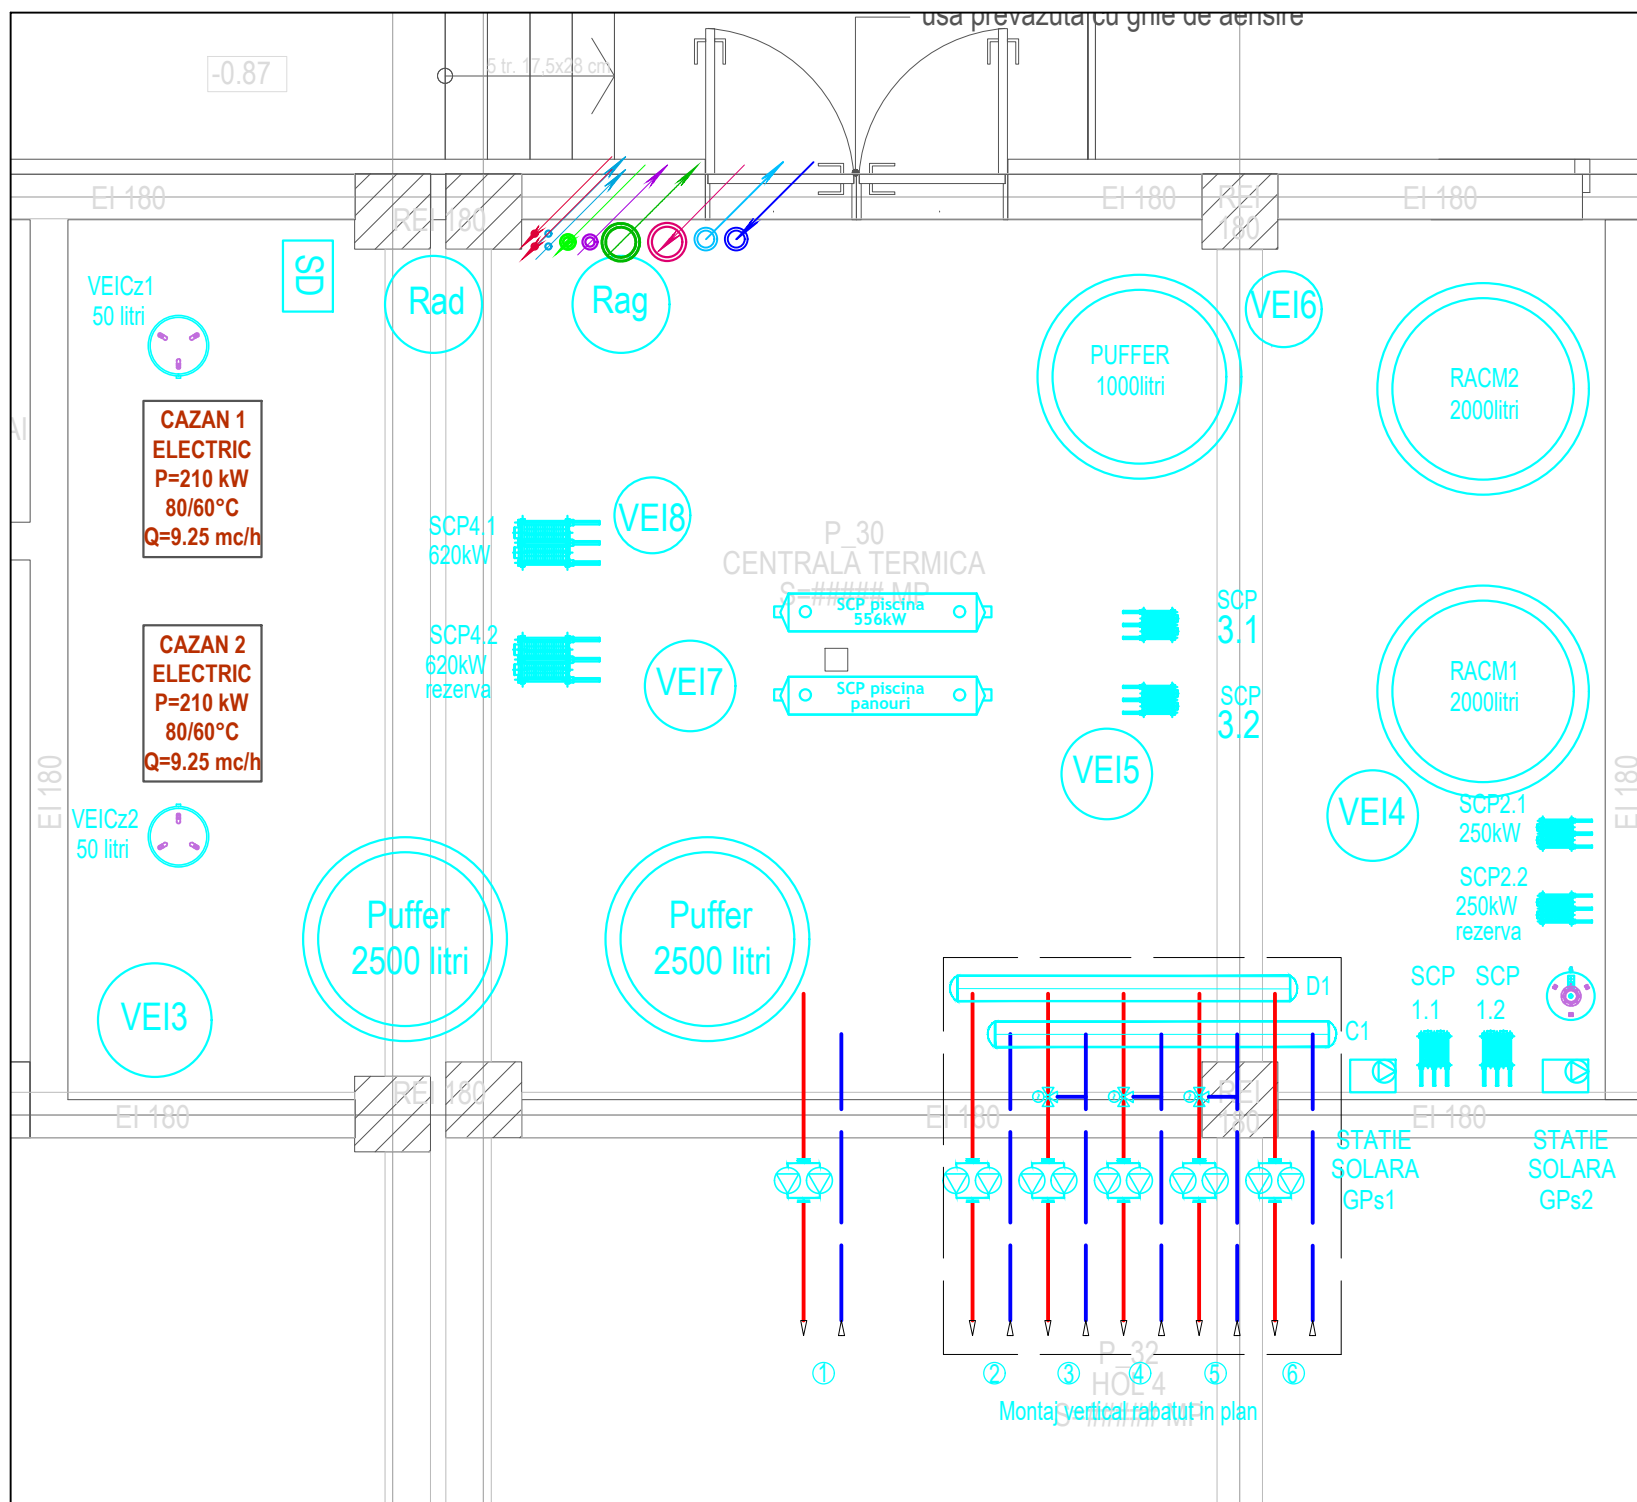 usa prevazuta cu grile de aerisire
-0.87
5 tr. 17,5x28 cm
EI 180
REI 180
EI 180
REI
180
EI 180
SD
VEICz1
50 litri
Rad
Rag
PUFFER
1000litri
VEI6
RACM2
2000litri
AI
CAZAN 1
ELECTRIC
P=210 kW
80/60°C
Q=9.25 mc/h
SCP4.1
620kW
VEI8
P_30
CENTRALA TERMICA
S=##### MP
SCP piscina
556kW
SCP
3.1
CAZAN 2
ELECTRIC
P=210 kW
80/60°C
Q=9.25 mc/h
SCP4.2
620kW
rezerva
VEI7
SCP piscina
panouri
SCP
3.2
RACM1
2000litri
EI 180
VEI5
VEI4
SCP2.1
250kW
EI 180
VEICz2
50 litri
SCP2.2
250kW
rezerva
Puffer
2500 litri
Puffer
2500 litri
VEI3
D1
C1
SCP
1.1
SCP
1.2
EI 180
REI 180
EI 180
REI
180
EI 180
STATIE
SOLARA
GPs1
STATIE
SOLARA
GPs2
P_32
HOL 4
S=##### MP
1
2
3
4
5
6
Montaj vertical rabatut in plan